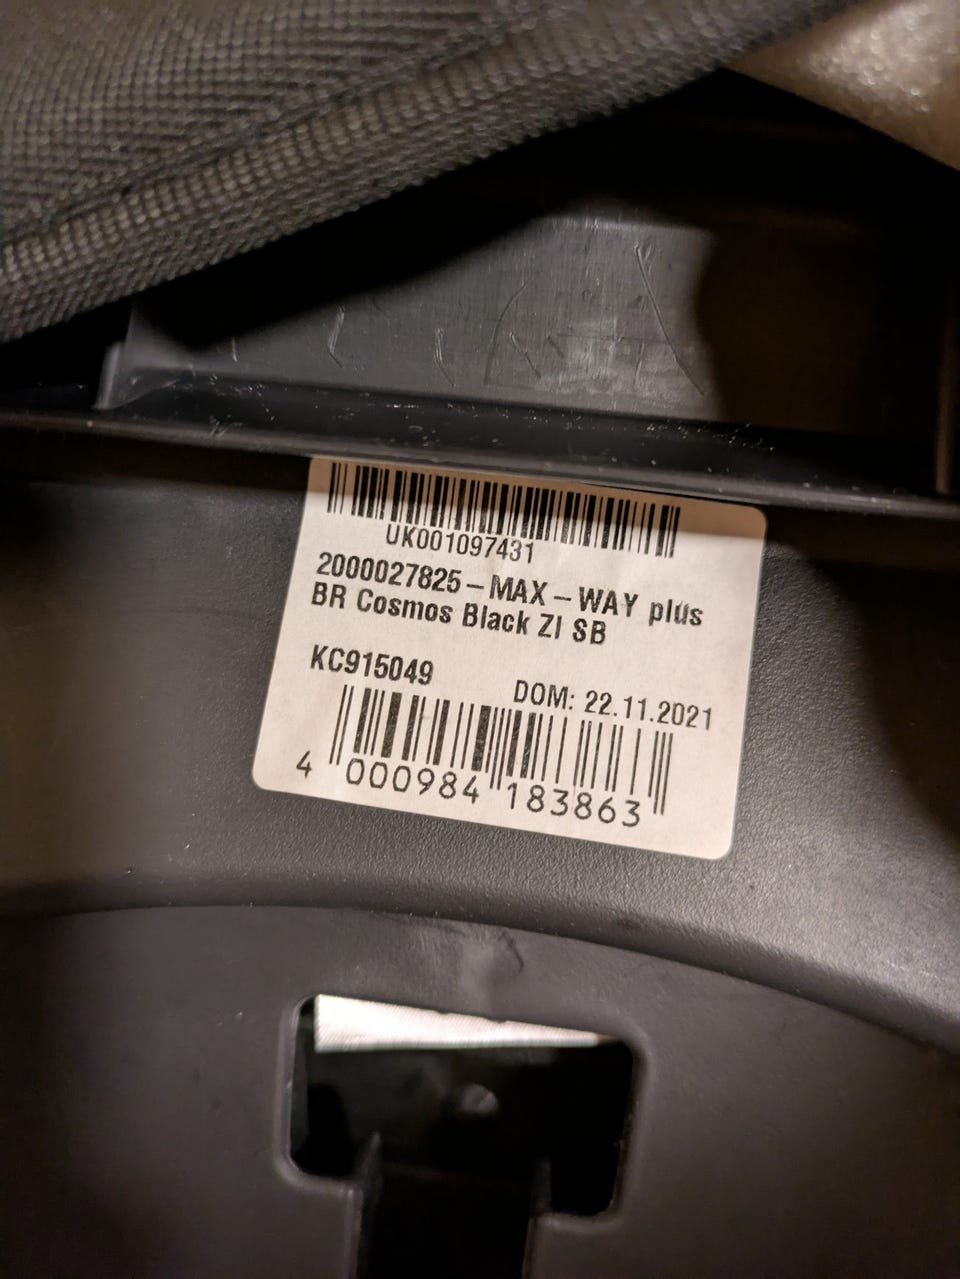 UK001097431
2000027825 – MAX – WAY plus
BR Cosmos Black ZI SB
KC915049
DOM: 22.11.2021
4 000984 183863